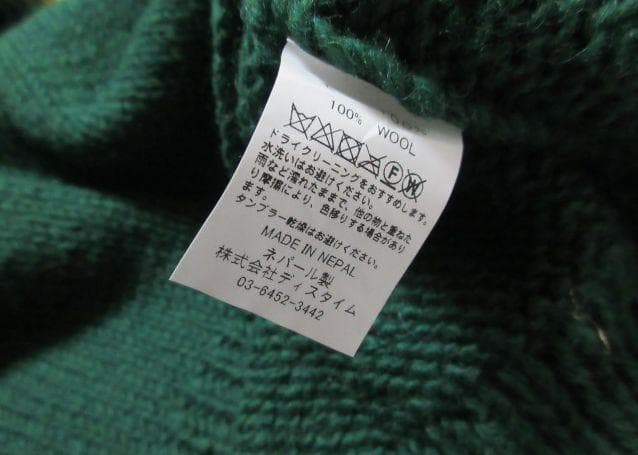 100% WOOL
F W
ドライクリーニングをおすすめします。
水洗いはお避けください。
雨など濡れたままで、他の物と重ねた
り摩擦により、色移りする場合があり
ます。
タンブラー乾燥はお避けください。
MADE IN NEPAL
ネパール製
株式会社ディスタイム
03-6452-3442